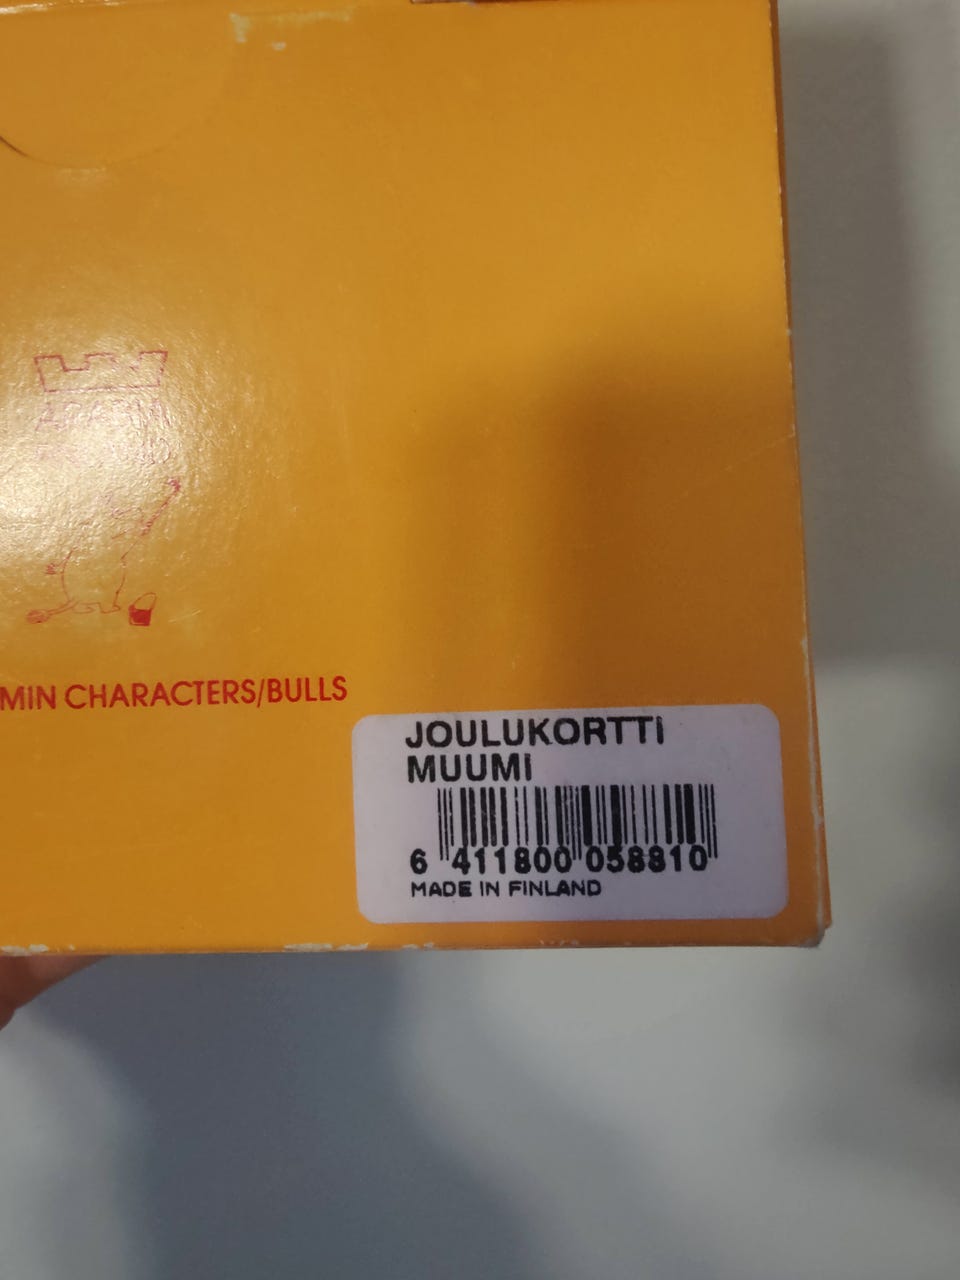 MIN CHARACTERS/BULLS
JOULUKORTTI
MUUMI
6 411800 058810
MADE IN FINLAND